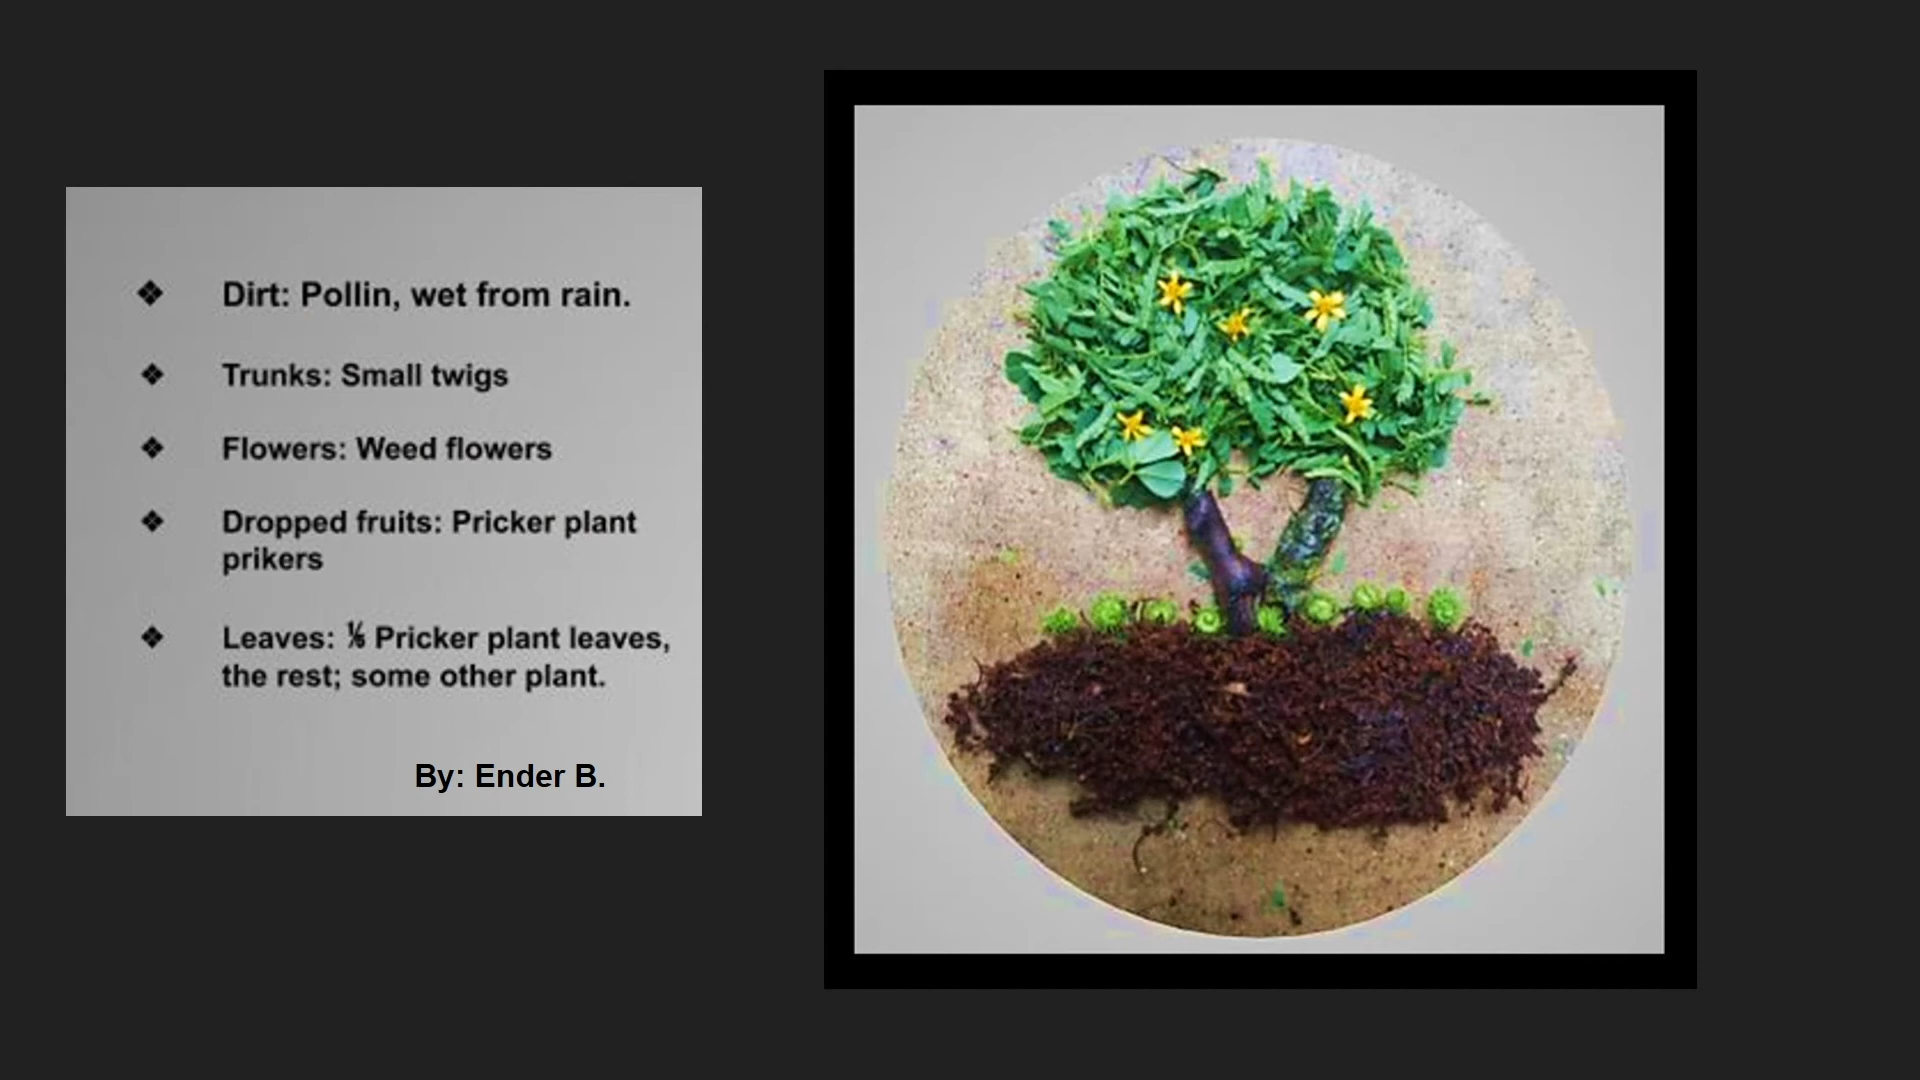 ❖ Dirt: Pollin, wet from rain.
❖ Trunks: Small twigs
❖ Flowers: Weed flowers
❖ Dropped fruits: Pricker plant
prikers
❖ Leaves: ⅙ Pricker plant leaves,
the rest; some other plant.
By: Ender B.